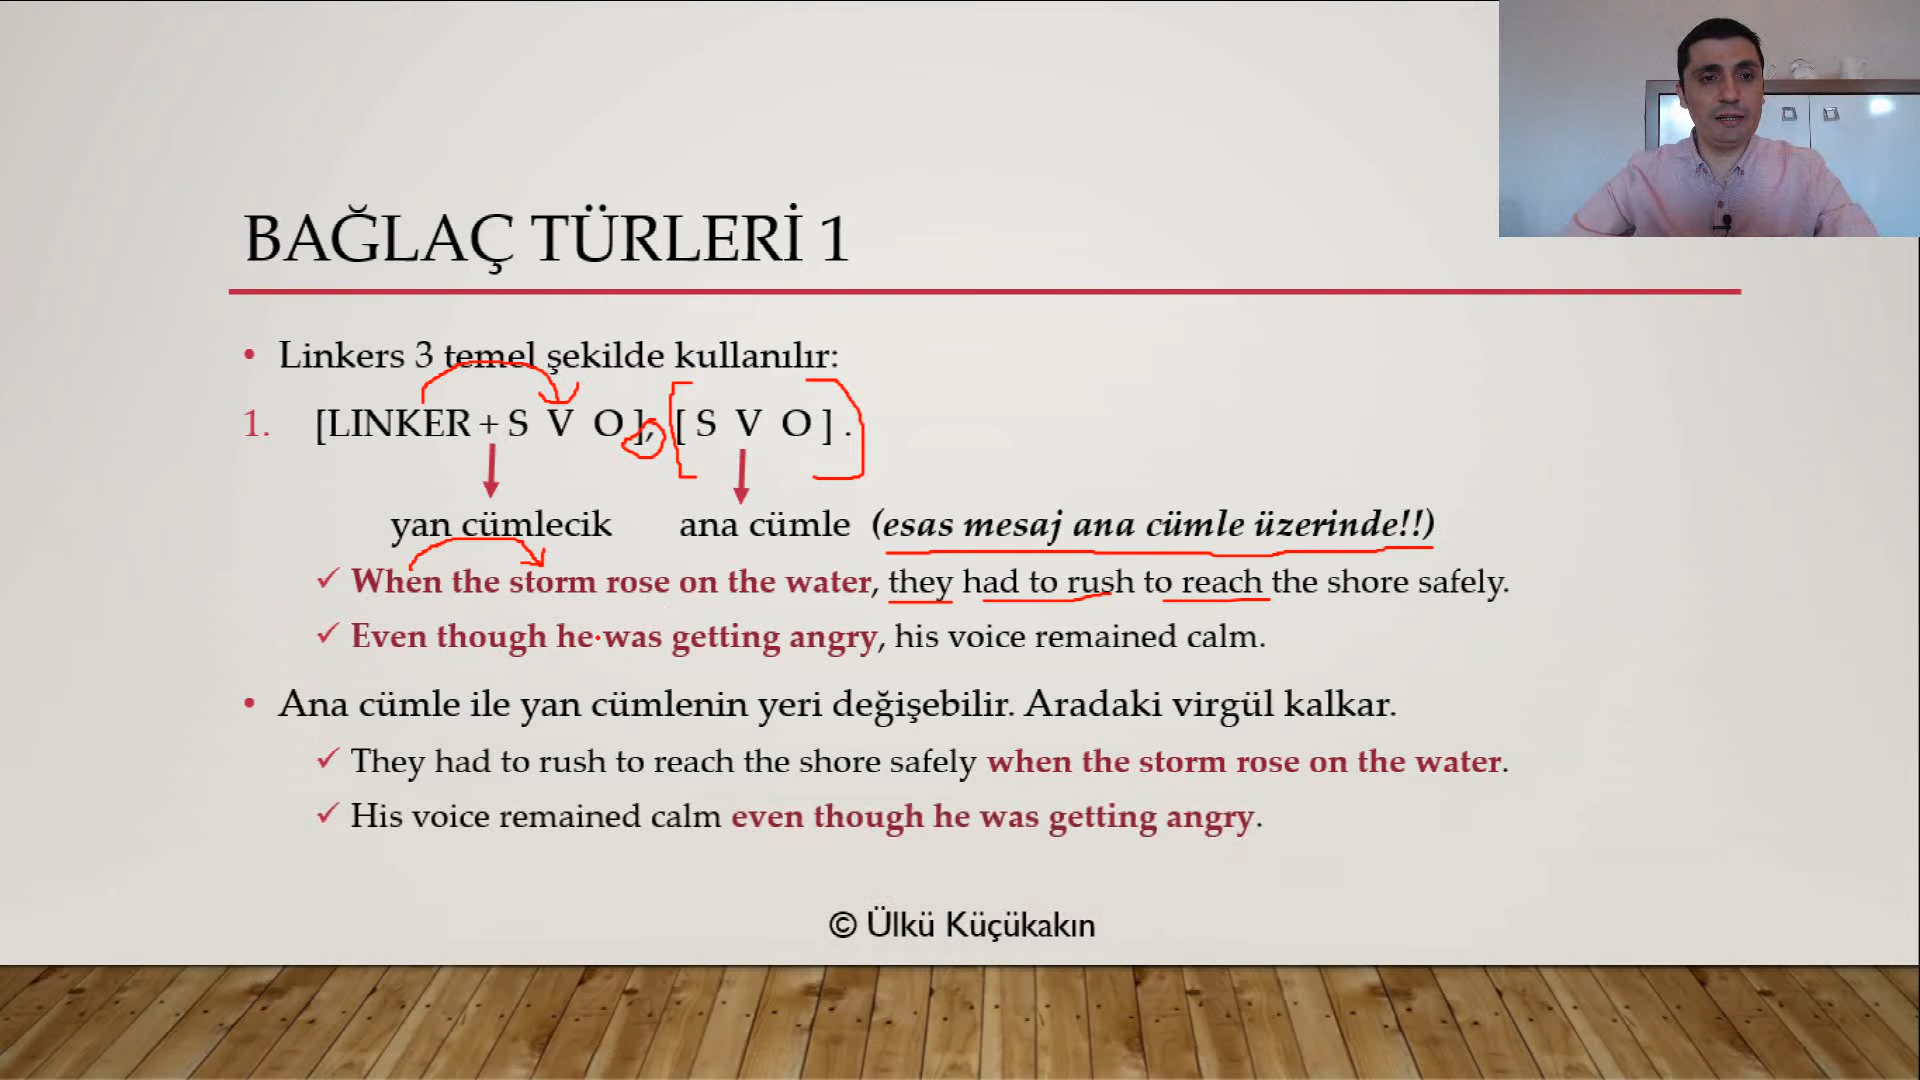 BAĞLAÇ TÜRLERİ 1
• Linkers 3 temel şekilde kullanılır:
1. [LINKER + S V O ], [ S V O ] .
yan cümlecik ana cümle (esas mesaj ana cümle üzerinde!!)
✓ When the storm rose on the water, they had to rush to reach the shore safely.
✓ Even though he was getting angry, his voice remained calm.
• Ana cümle ile yan cümlenin yeri değişebilir. Aradaki virgül kalkar.
✓ They had to rush to reach the shore safely when the storm rose on the water.
✓ His voice remained calm even though he was getting angry.
© Ülkü Küçükakın